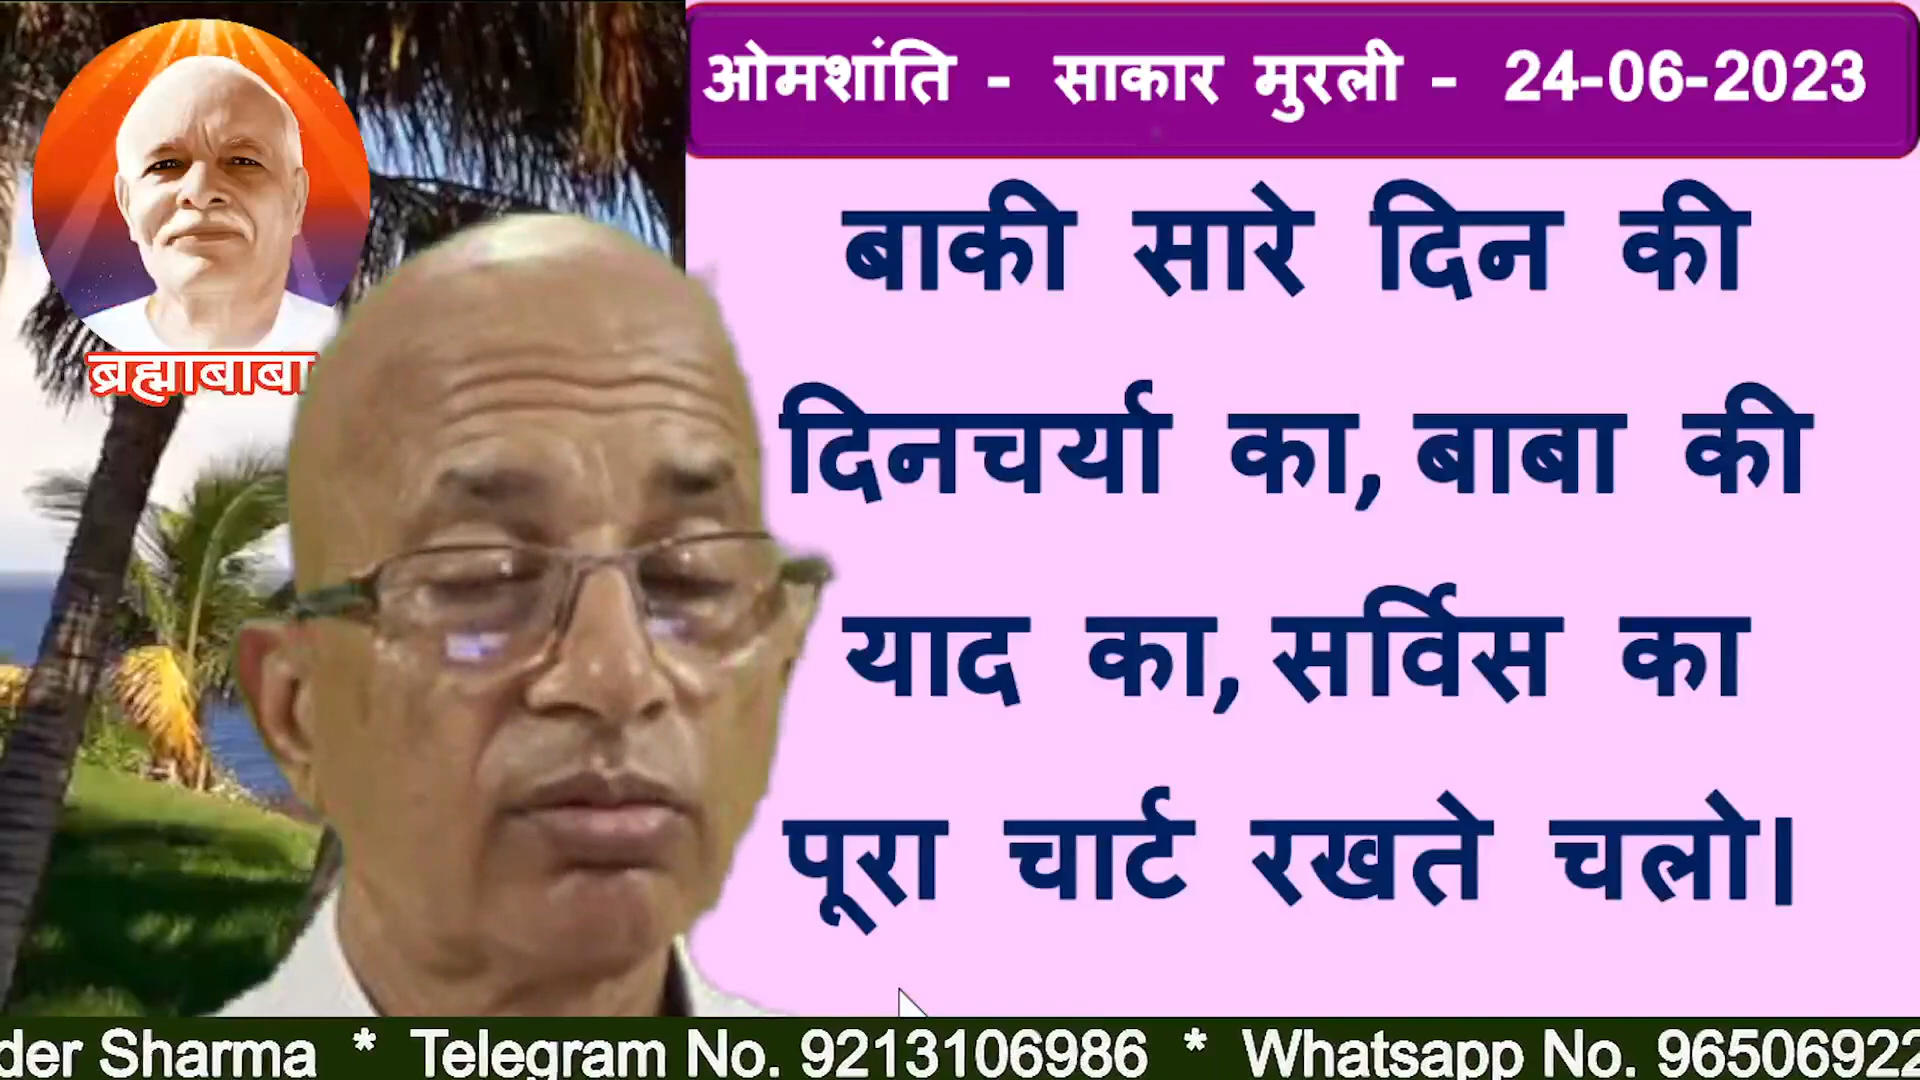 ओमशांति - साकार मुरली - 24-06-2023
ब्रह्माबाबा
बाकी सारे दिन की
दिनचर्या का, बाबा की
याद का, सर्विस का
पूरा चार्ट रखते चलो।
der Sharma * Telegram No. 9213106986 * Whatsapp No. 96506922